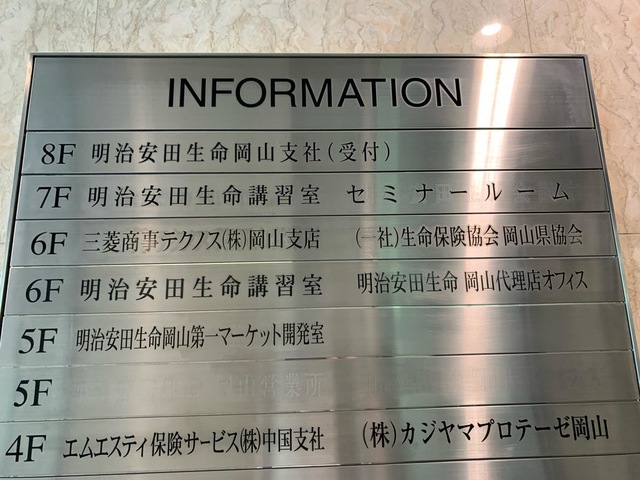 INFORMATION
8F 明治安田生命岡山支社(受付)
7F 明治安田生命講習室 セミナールーム
6F 三菱商事テクノス(株)岡山支店 (一社)生命保険協会 岡山県協会
6F 明治安田生命講習室 明治安田生命 岡山代理店オフィス
5F 明治安田生命岡山第一マーケット開発室
5F 営業所
4F エムエスティ保険サービス(株)中国支社 (株)カジヤマプロテーゼ岡山